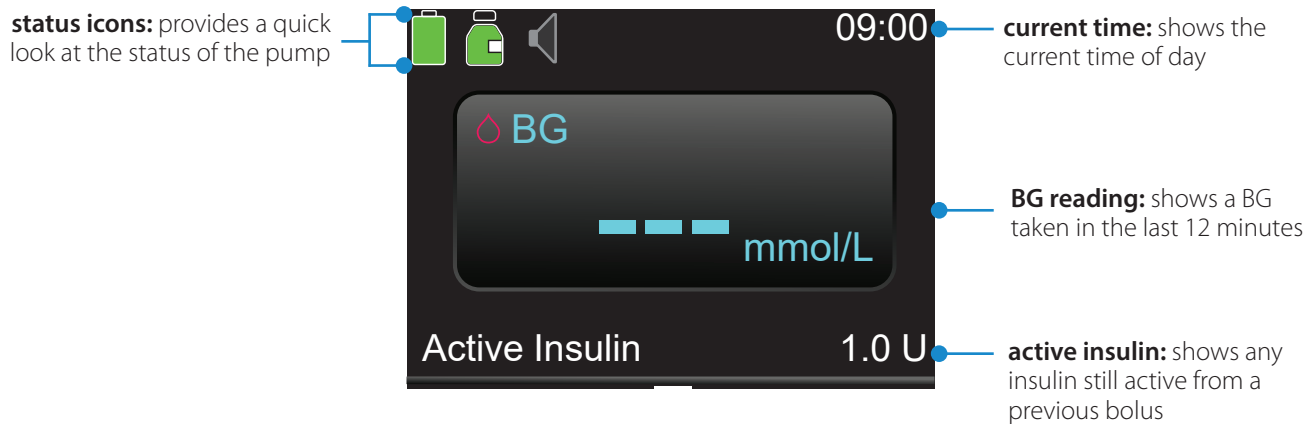 status icons: provides a quick
look at the status of the pump
09:00
current time: shows the
current time of day
BG
--- mmol/L
BG reading: shows a BG
taken in the last 12 minutes
Active Insulin 1.0 U
active insulin: shows any
insulin still active from a
previous bolus